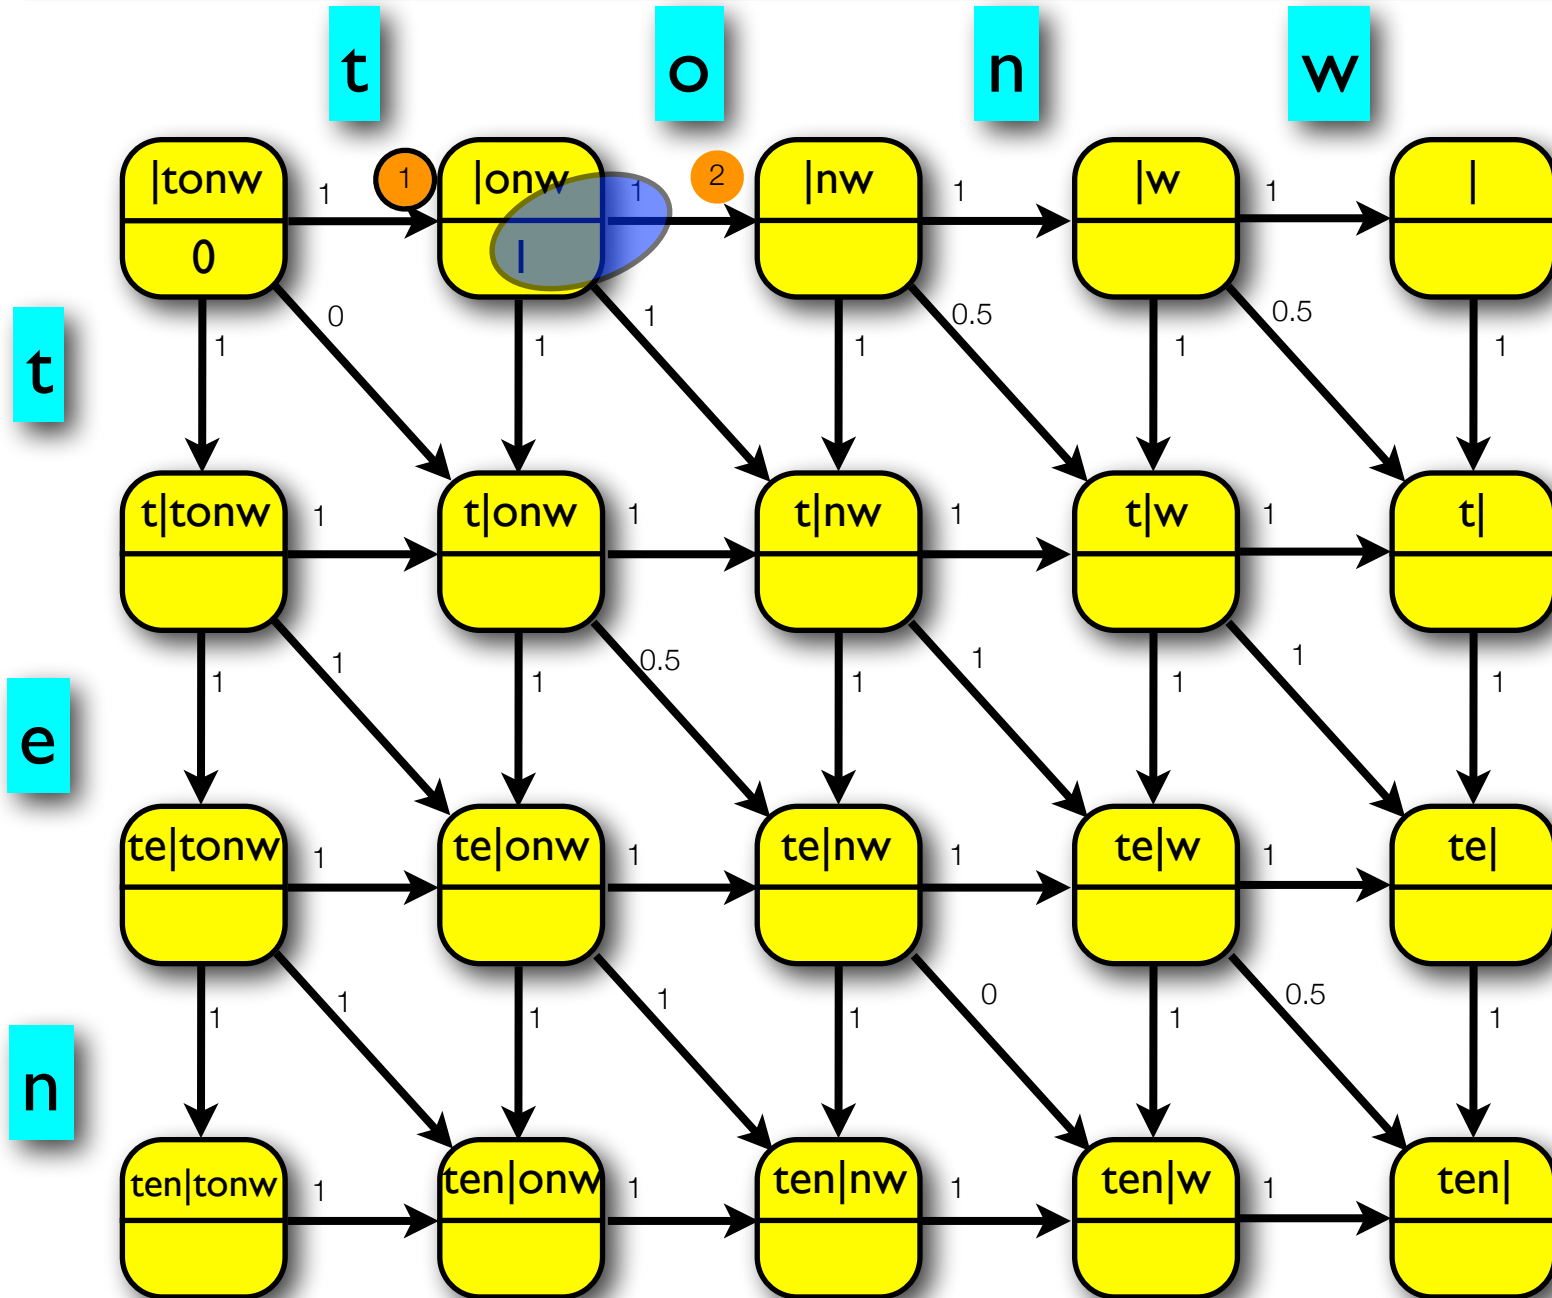 t o n w
|tonw 1 1 |onw 1 2 |nw 1 |w 1 |
0 1
t 1 0 1 1 1 0.5 1 0.5 1
t|tonw 1 t|onw 1 t|nw 1 t|w 1 t|
e 1 1 1 0.5 1 1 1 1 1
te|tonw 1 te|onw 1 te|nw 1 te|w 1 te|
n 1 1 1 1 1 0 1 0.5 1
ten|tonw 1 ten|onw 1 ten|nw 1 ten|w 1 ten|